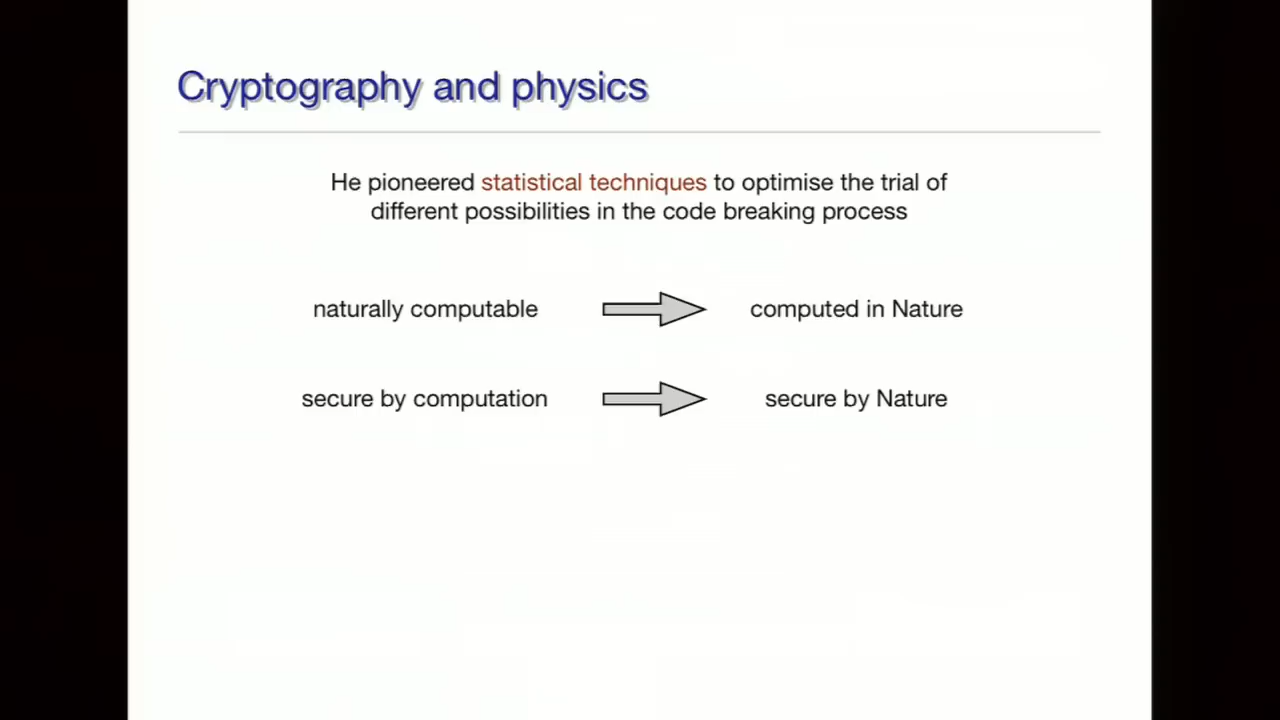 Cryptography and physics
He pioneered statistical techniques to optimise the trial of
different possibilities in the code breaking process
naturally computable computed in Nature
secure by computation secure by Nature